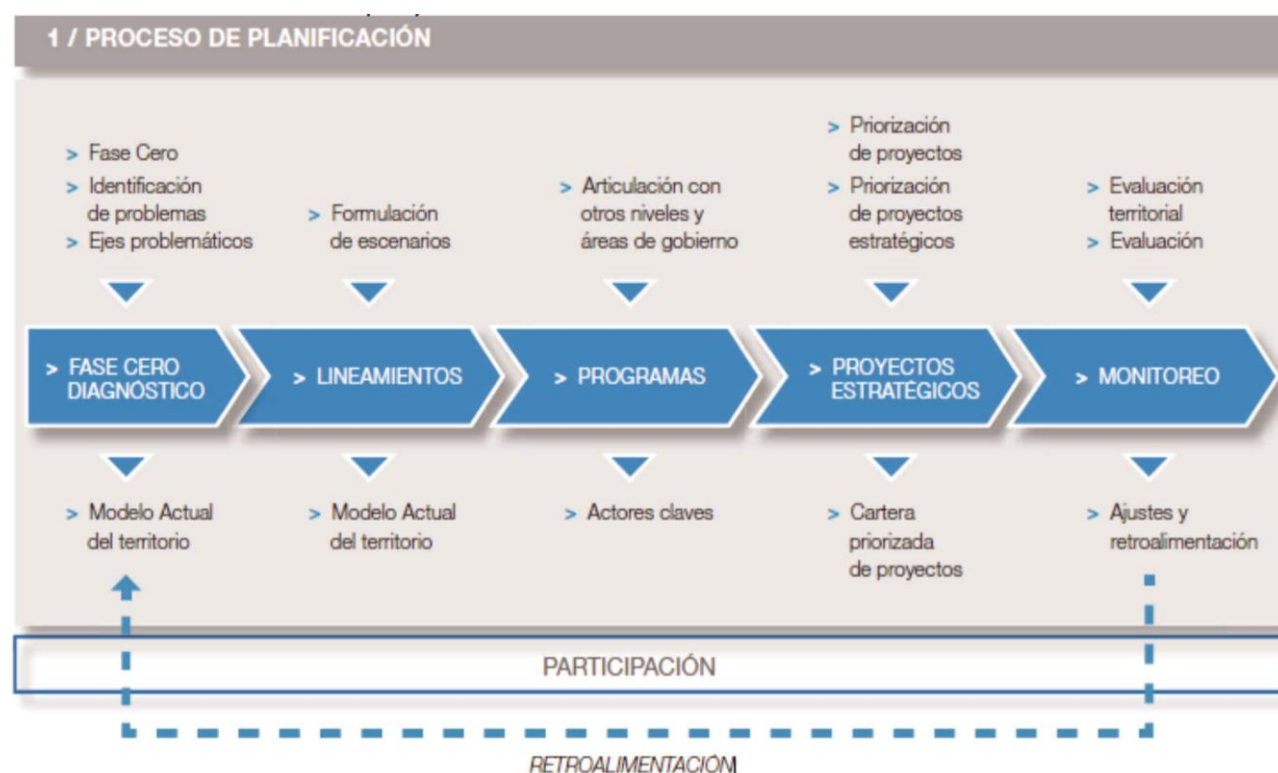 1 / PROCESO DE PLANIFICACIÓN
> Fase Cero
> Identificación
de problemas
> Ejes problemáticos
> Formulación
de escenarios
> Articulación con
otros niveles y
áreas de gobierno
> Priorización
de proyectos
> Priorización
de proyectos
estratégicos
> Evaluación
territorial
> Evaluación
> FASE CERO
DIAGNÓSTICO
> LINEAMIENTOS
> PROGRAMAS
> PROYECTOS
ESTRATÉGICOS
> MONITOREO
> Modelo Actual
del territorio
> Modelo Actual
del territorio
> Actores claves
> Cartera
priorizada
de proyectos
> Ajustes y
retroalimentación
PARTICIPACIÓN
RETROALIMENTACIÓN